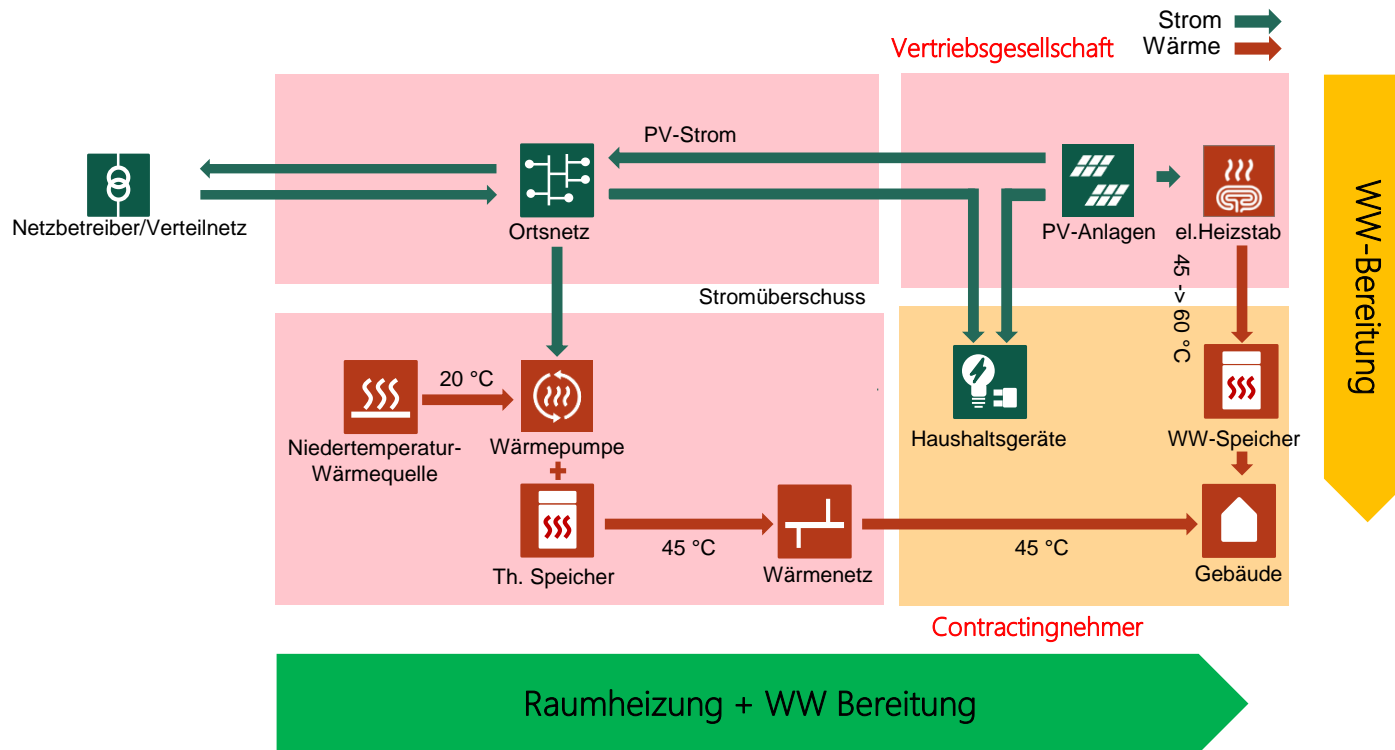 Strom
Wärme
Vertriebsgesellschaft
PV-Strom
Netzbetreiber/Verteilnetz
Ortsnetz
PV-Anlagen
el.Heizstab
45 -> 60 °C
WW-Bereitung
Stromüberschuss
20 °C
Niedertemperatur-
Wärmequelle
Wärmepumpe
Haushaltsgeräte
WW-Speicher
45 °C
45 °C
Th. Speicher
Wärmenetz
Gebäude
Contractingnehmer
Raumheizung + WW Bereitung